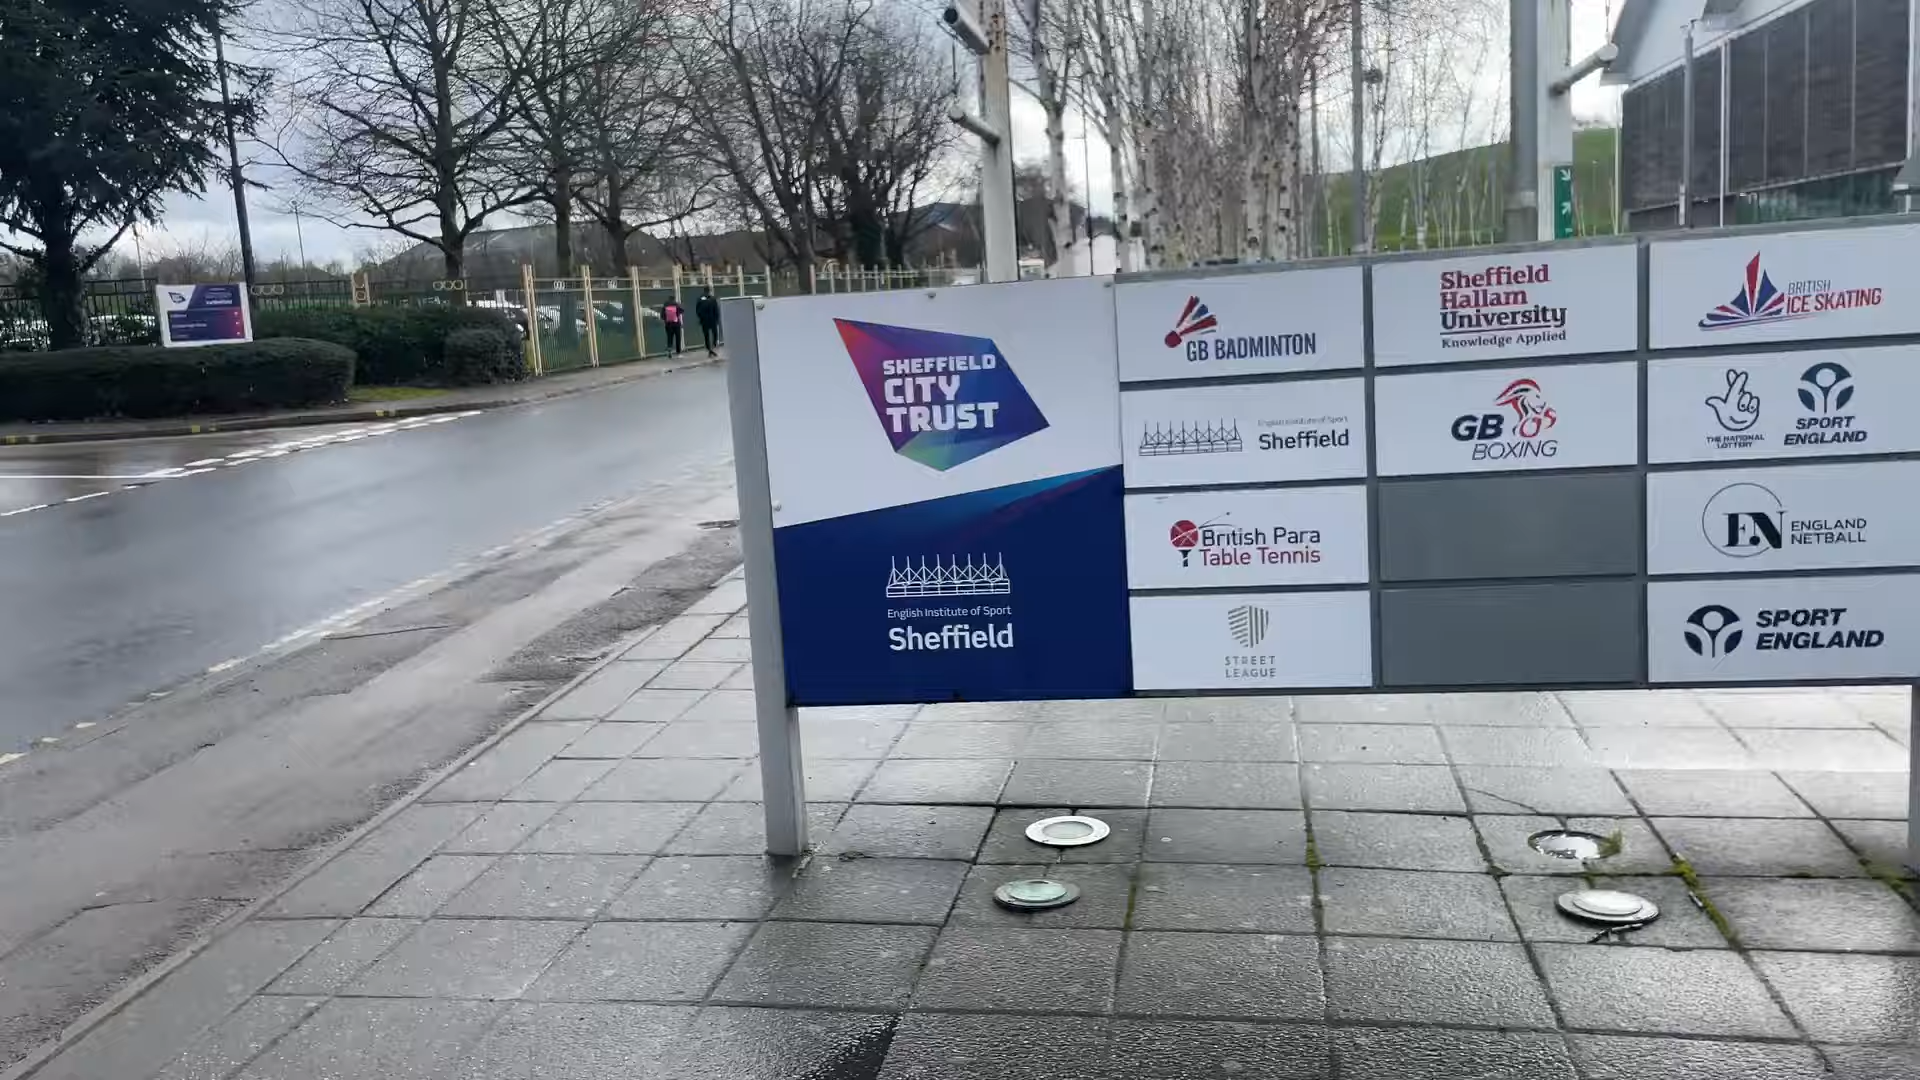 SHEFFIELD
CITY
TRUST
English Institute of Sport
Sheffield
GB BADMINTON
English Institute of Sport
Sheffield
British Para
Table Tennis
STREET
LEAGUE
Sheffield
Hallam
University
Knowledge Applied
GB
BOXING
BRITISH
ICE SKATING
THE NATIONAL
LOTTERY
SPORT
ENGLAND
EN
ENGLAND
NETBALL
SPORT
ENGLAND